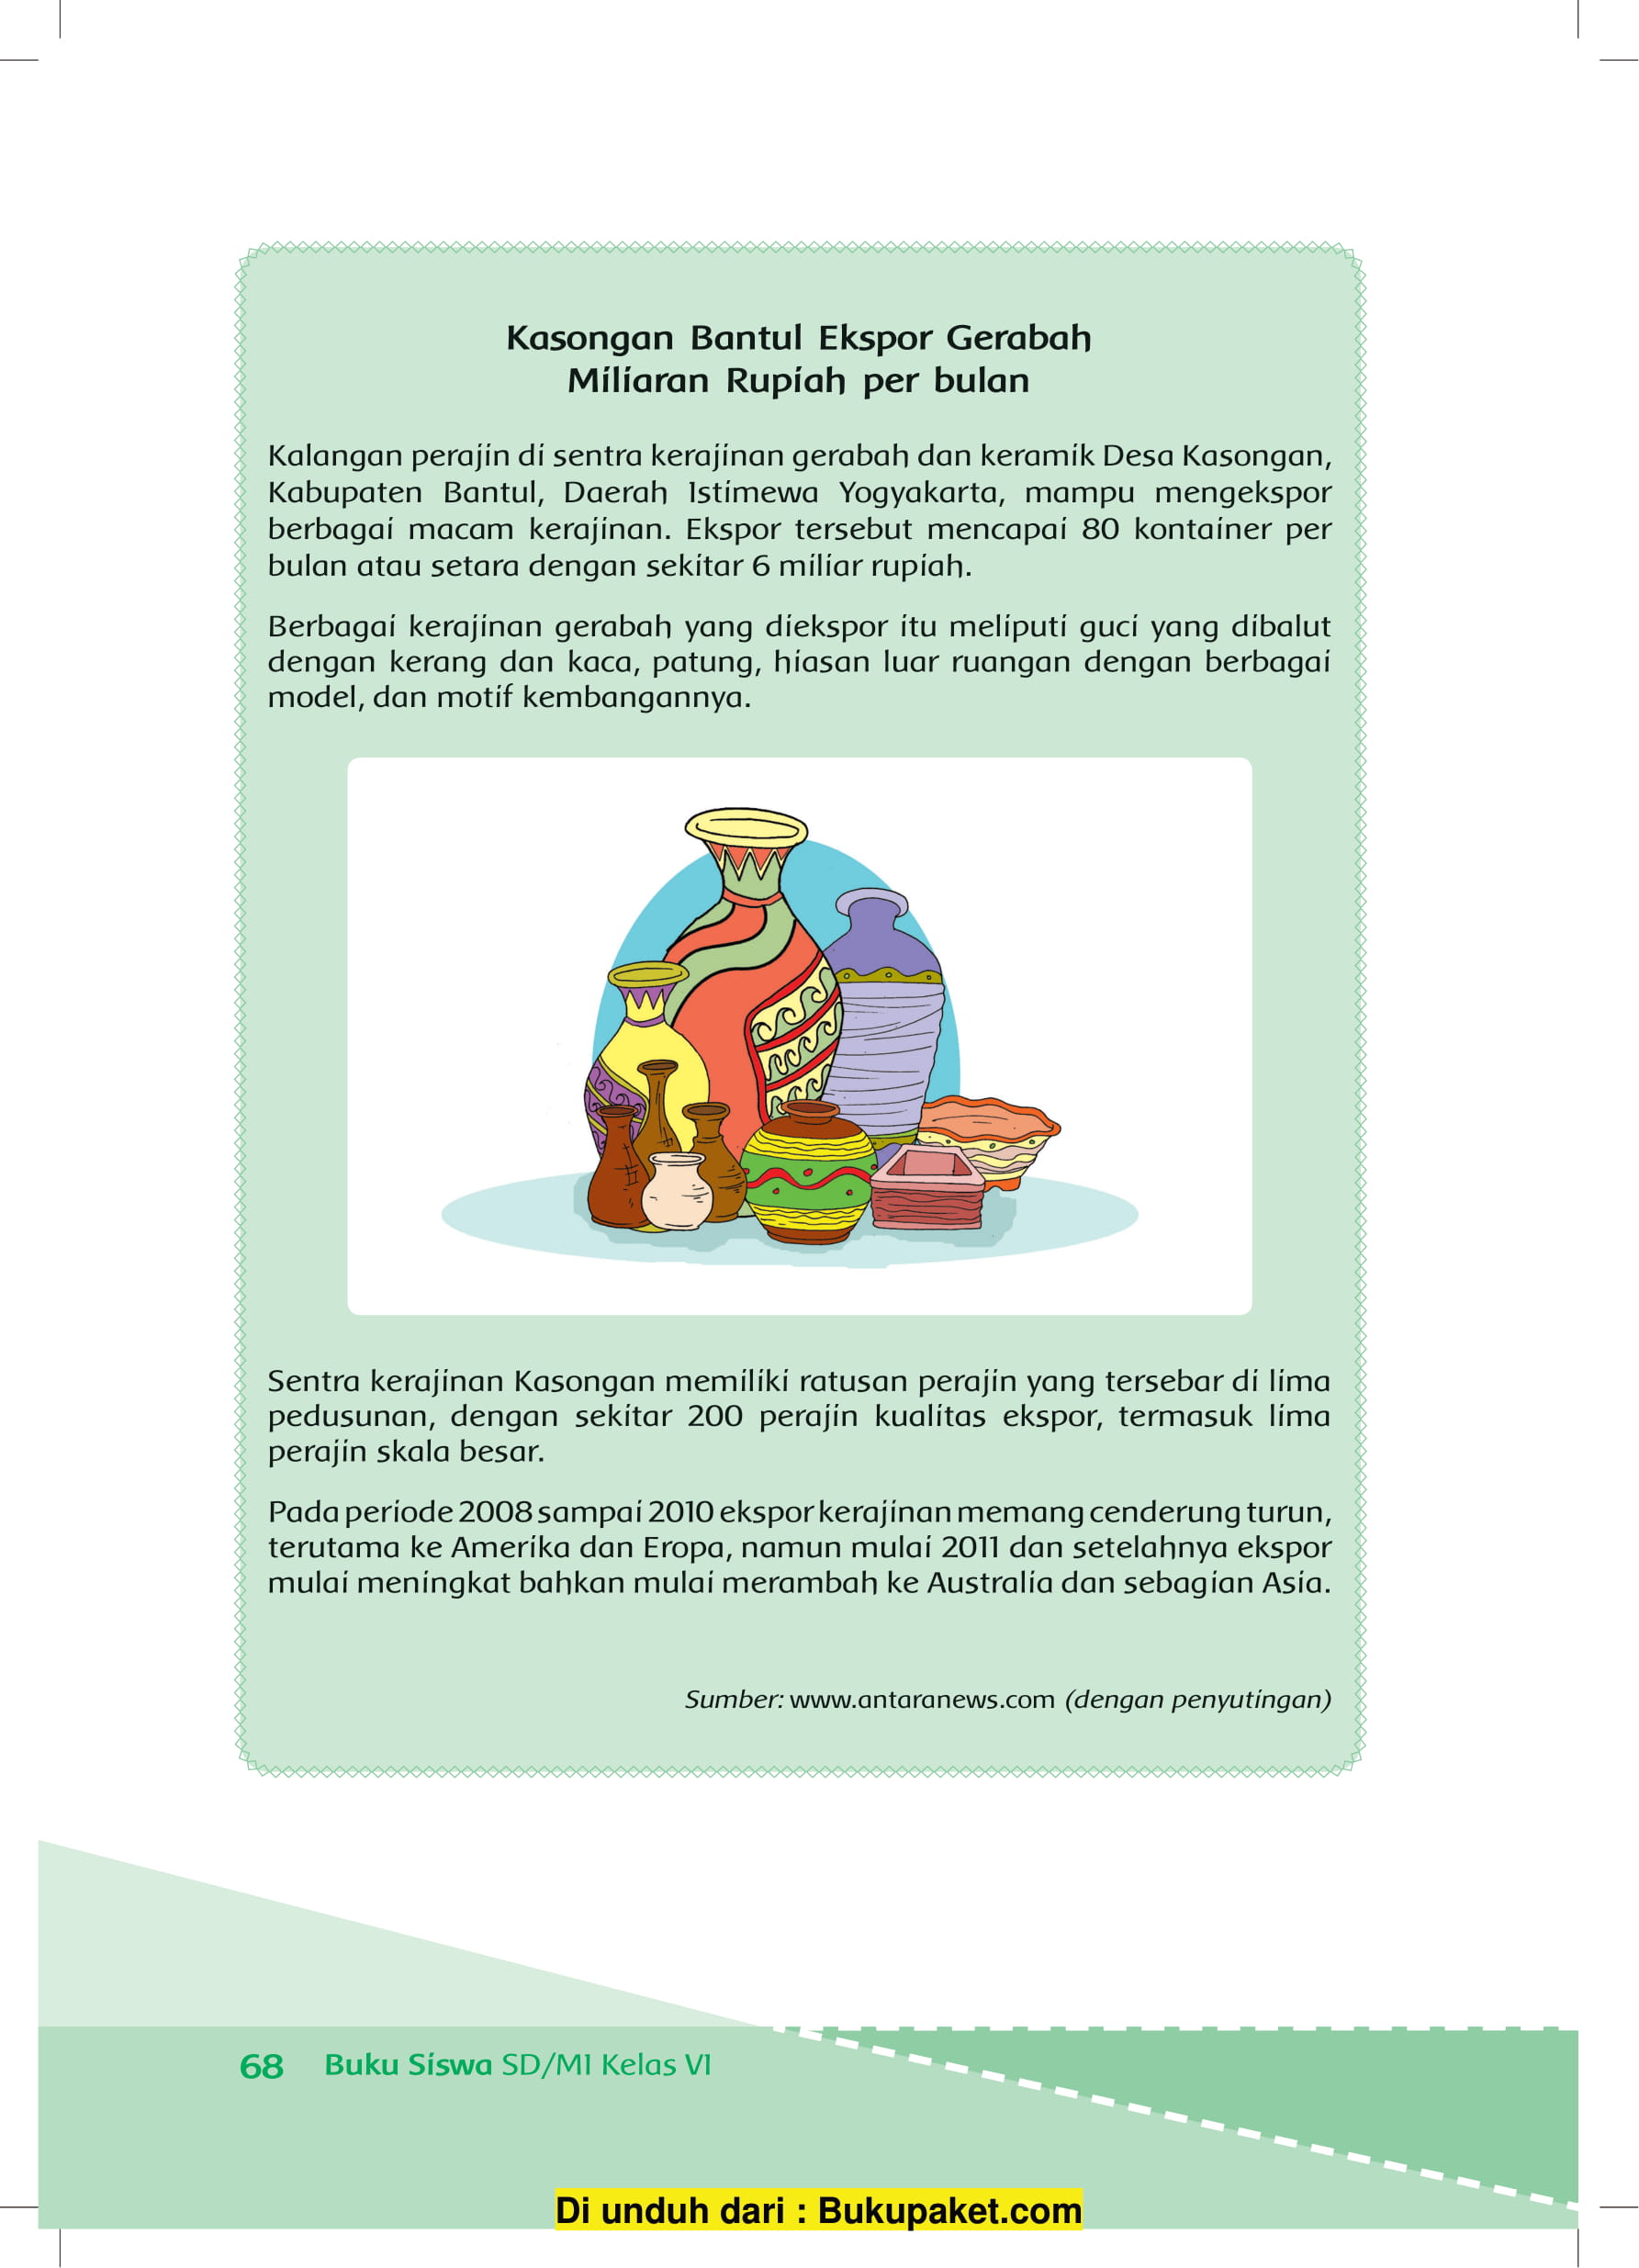 Kasongan Bantul Ekspor Gerabah
Miliaran Rupiah per bulan
Kalangan perajin di sentra kerajinan gerabah dan keramik Desa Kasongan,
Kabupaten Bantul, Daerah Istimewa Yogyakarta, mampu mengekspor
berbagai macam kerajinan. Ekspor tersebut mencapai 80 kontainer per
bulan atau setara dengan sekitar 6 miliar rupiah.
Berbagai kerajinan gerabah yang diekspor itu meliputi guci yang dibalut
dengan kerang dan kaca, patung, hiasan luar ruangan dengan berbagai
model, dan motif kembangannya.
Sentra kerajinan Kasongan memiliki ratusan perajin yang tersebar di lima
pedusunan, dengan sekitar 200 perajin kualitas ekspor, termasuk lima
perajin skala besar.
Pada periode 2008 sampai 2010 ekspor kerajinan memang cenderung turun,
terutama ke Amerika dan Eropa, namun mulai 2011 dan setelahnya ekspor
mulai meningkat bahkan mulai merambah ke Australia dan sebagian Asia.
Sumber: www.antaranews.com (dengan penyutingan)
68 Buku Siswa SD/MI Kelas VI
Di unduh dari : Bukupaket.com